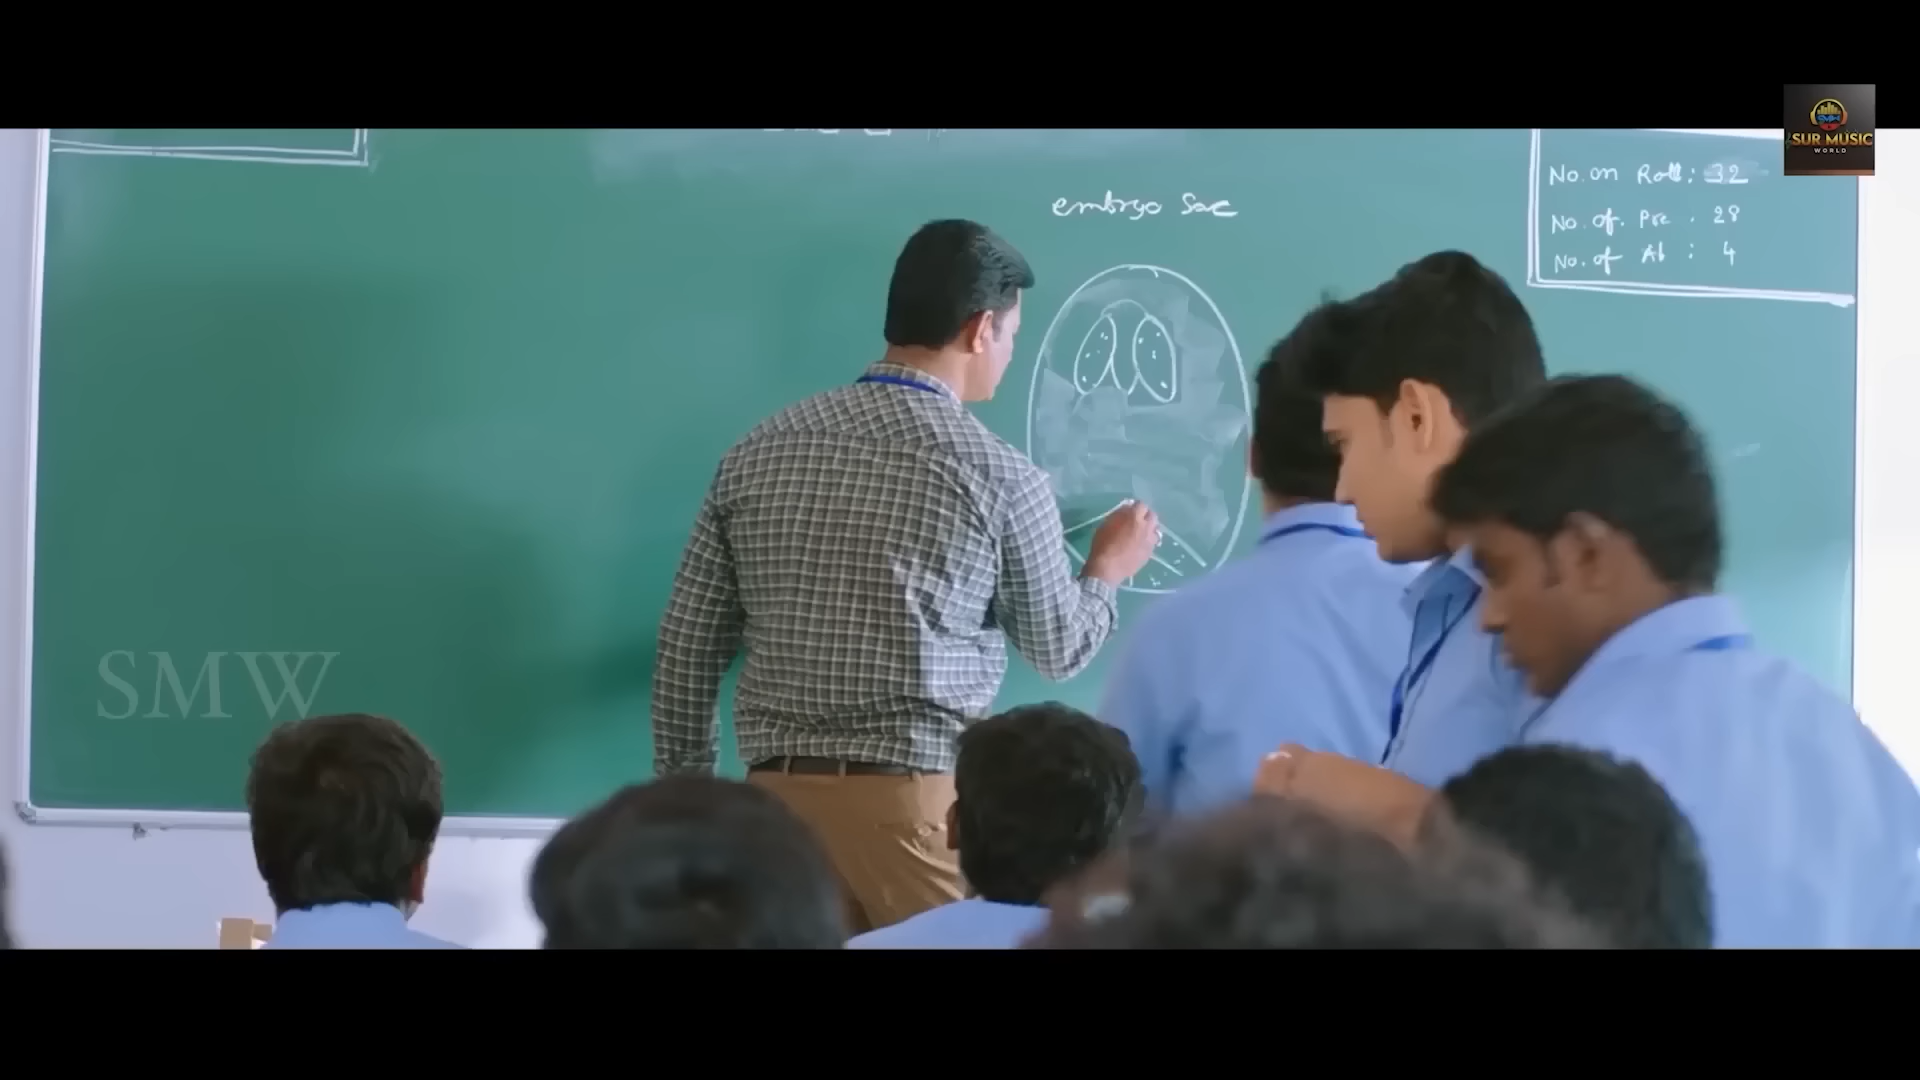 SUR MUSIC
WORLD
No. on Roll : 32
No. of. Pre . 28
No. of Ab : 4
embryo Sac
SMW